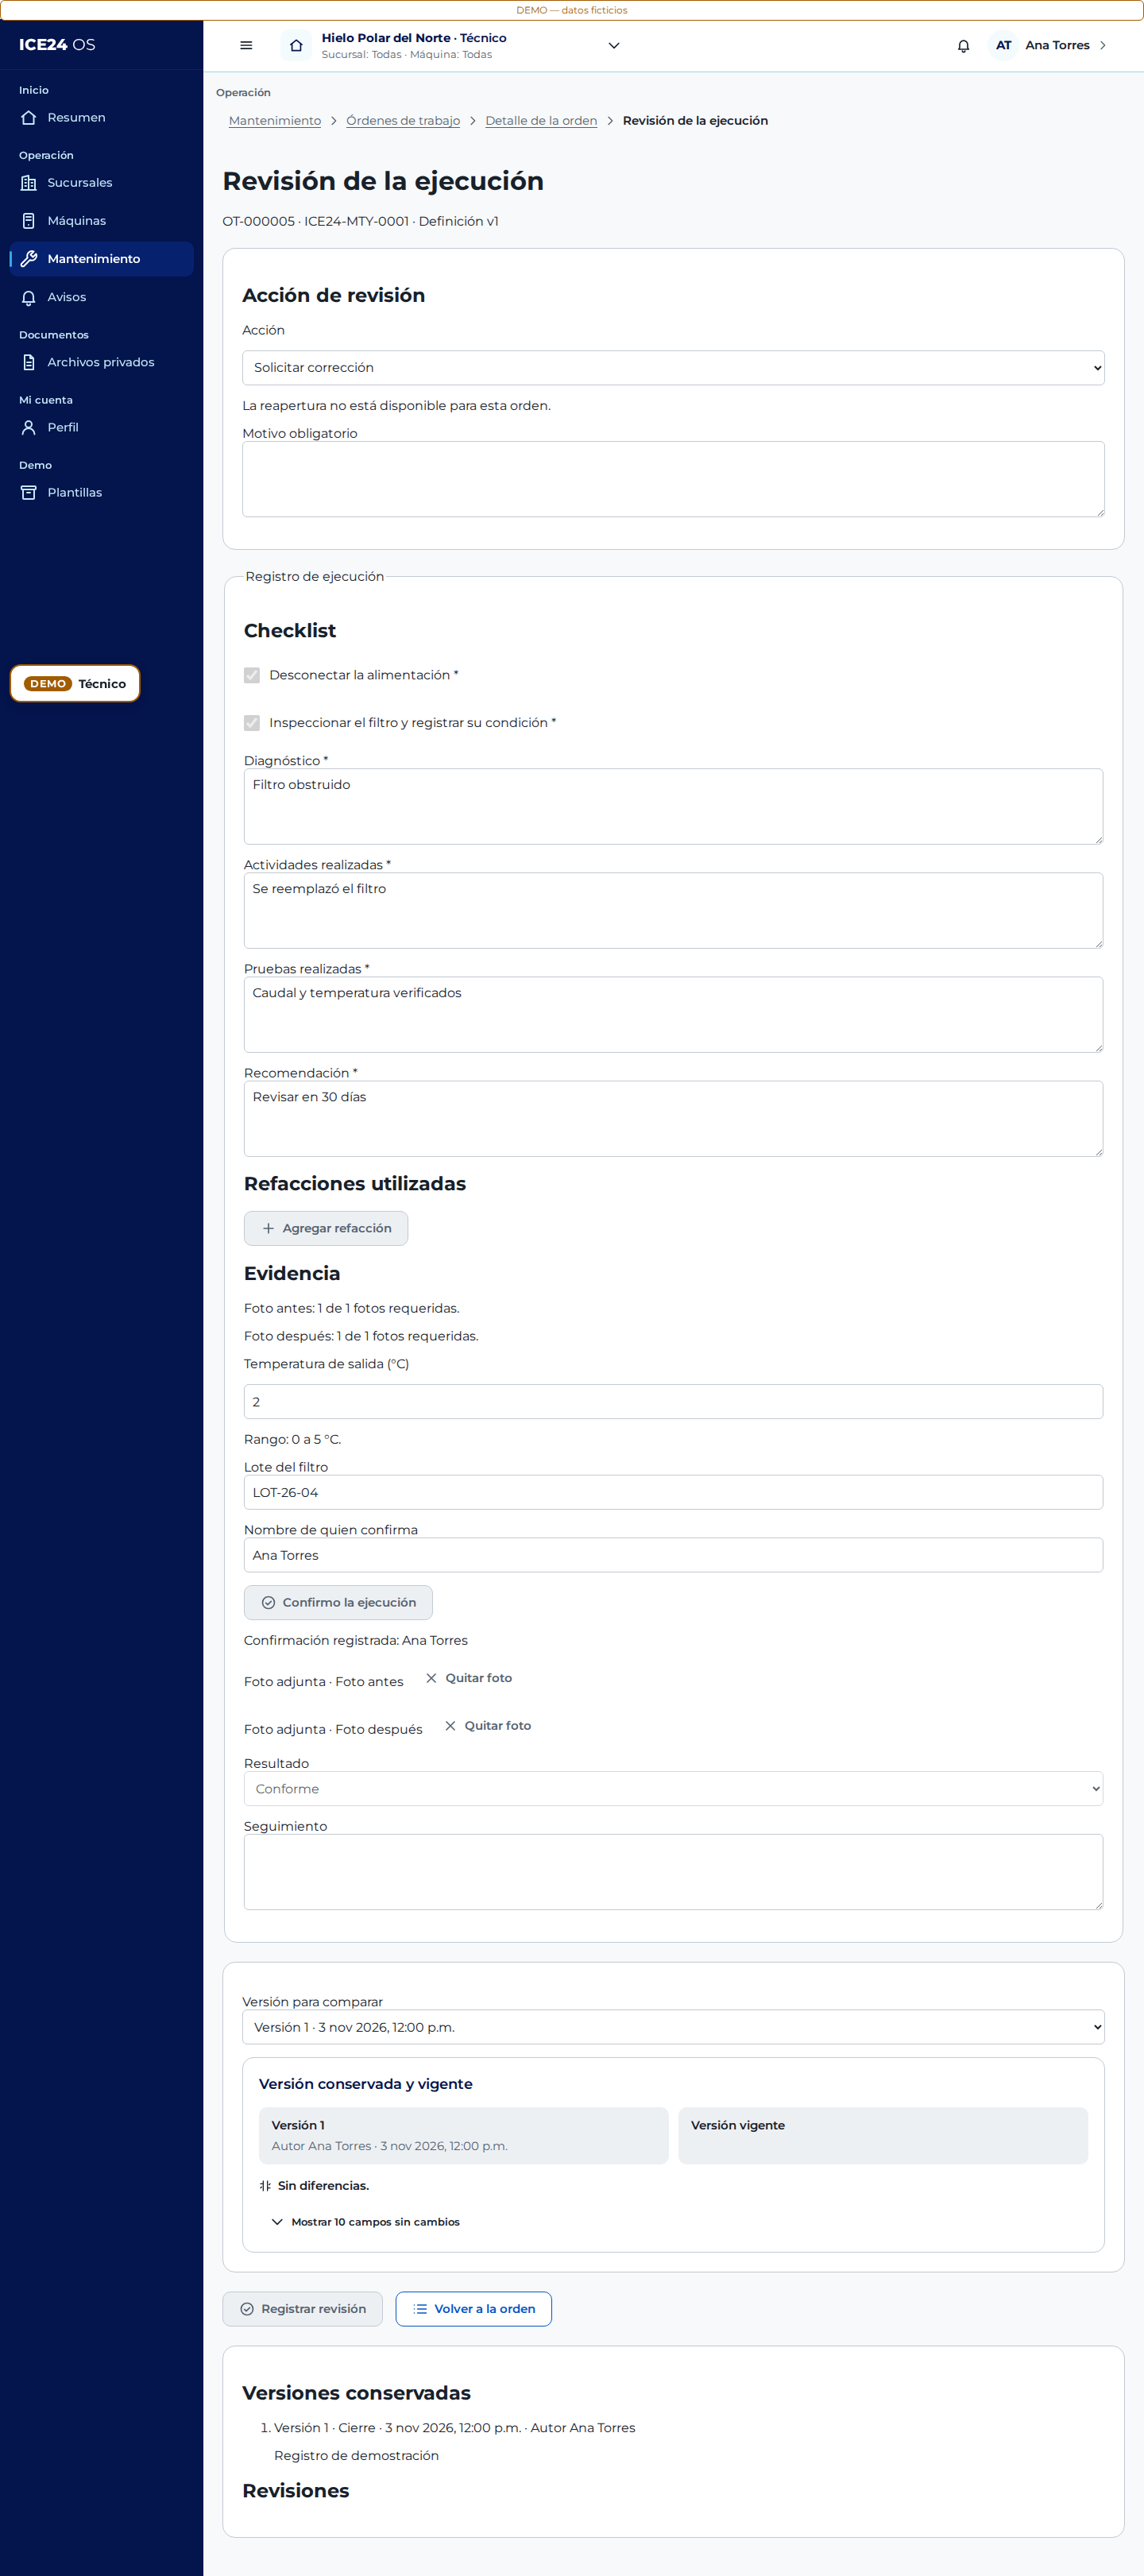 DEMO — datos ficticios
ICE24 OS
Inicio
Resumen
Operación
Sucursales
Máquinas
Mantenimiento
Avisos
Documentos
Archivos privados
Mi cuenta
Perfil
Demo
Plantillas
DEMO Técnico
Hielo Polar del Norte · Técnico
Sucursal: Todas · Máquina: Todas
AT Ana Torres
Operación
Mantenimiento > Órdenes de trabajo > Detalle de la orden > Revisión de la ejecución
Revisión de la ejecución
OT-000005 · ICE24-MTY-0001 · Definición v1
Acción de revisión
Acción
Solicitar corrección
La reapertura no está disponible para esta orden.
Motivo obligatorio
Registro de ejecución
Checklist
Desconectar la alimentación *
Inspeccionar el filtro y registrar su condición *
Diagnóstico *
Filtro obstruido
Actividades realizadas *
Se reemplazó el filtro
Pruebas realizadas *
Caudal y temperatura verificados
Recomendación *
Revisar en 30 días
Refacciones utilizadas
Agregar refacción
Evidencia
Foto antes: 1 de 1 fotos requeridas.
Foto después: 1 de 1 fotos requeridas.
Temperatura de salida (°C)
2
Rango: 0 a 5 °C.
Lote del filtro
LOT-26-04
Nombre de quien confirma
Ana Torres
Confirmo la ejecución
Confirmación registrada: Ana Torres
Foto adjunta · Foto antes Quitar foto
Foto adjunta · Foto después Quitar foto
Resultado
Conforme
Seguimiento
Versión para comparar
Versión 1 · 3 nov 2026, 12:00 p.m.
Versión conservada y vigente
Versión 1
Autor Ana Torres · 3 nov 2026, 12:00 p.m.
Versión vigente
Sin diferencias.
Mostrar 10 campos sin cambios
Registrar revisión
Volver a la orden
Versiones conservadas
1. Versión 1 · Cierre · 3 nov 2026, 12:00 p.m. · Autor Ana Torres
Registro de demostración
Revisiones